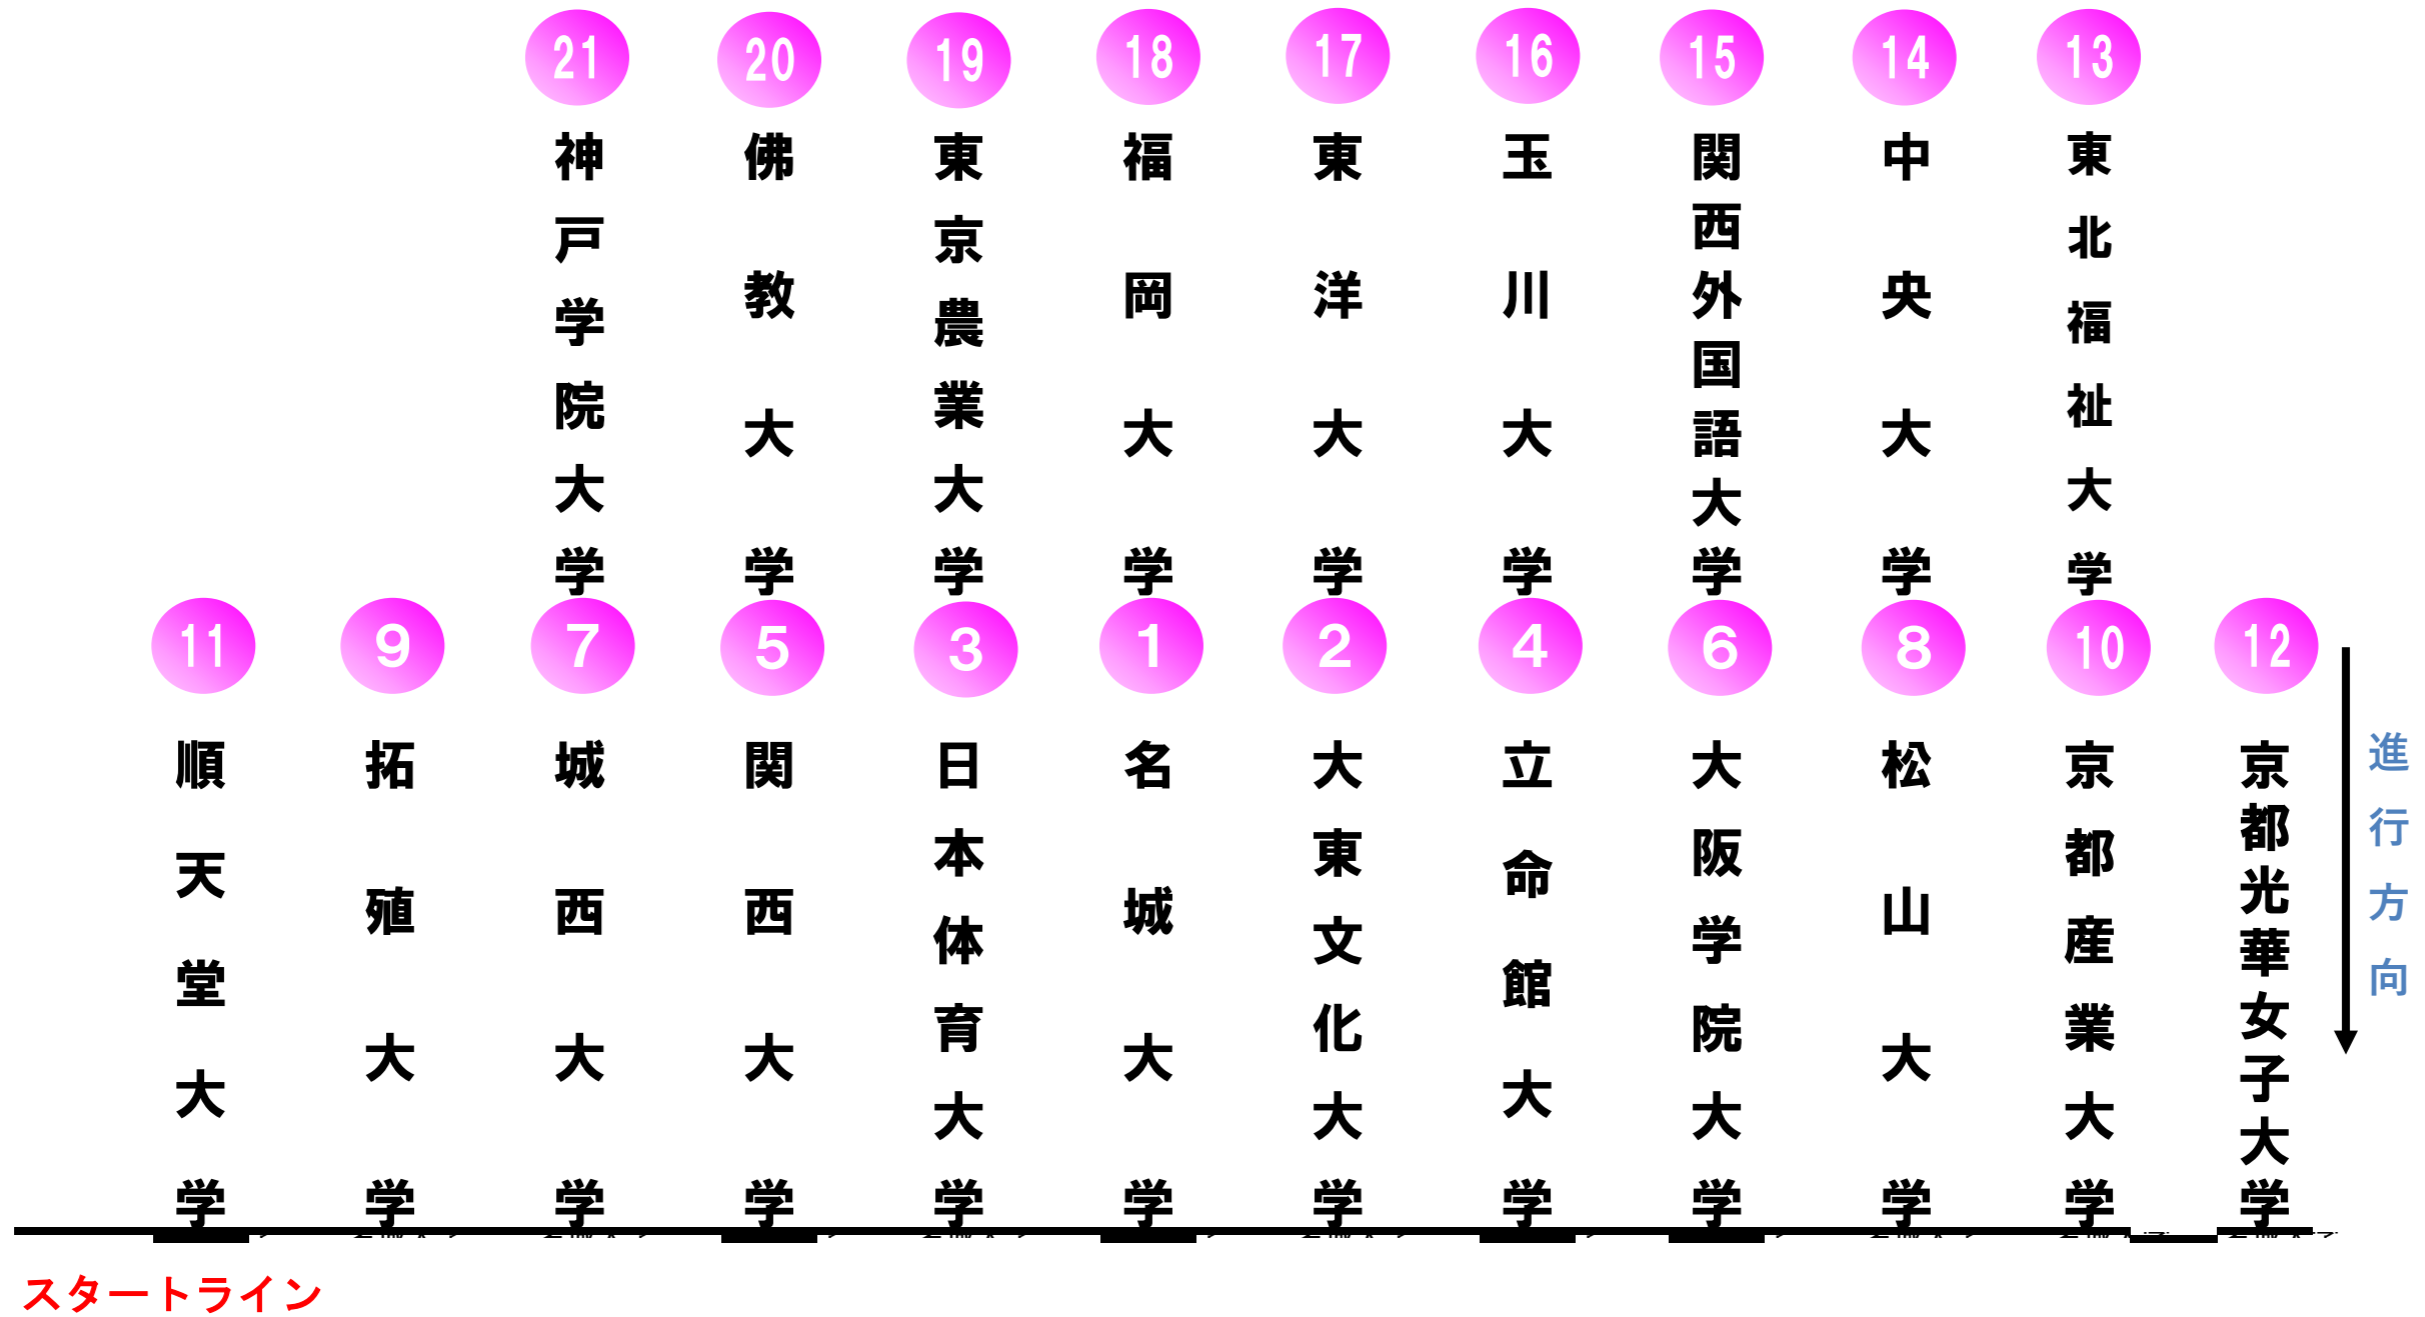 21 神戸学院大学
20 佛教大学
19 東京農業大学
18 福岡大学
17 東洋大学
16 玉川大学
15 関西外国語大学
14 中央大学
13 東北福祉大学
11 順天堂大学
9 拓殖大学
7 城西大学
5 関西大学
3 日本体育大学
1 名城大学
2 大東文化大学
4 立命館大学
6 大阪学院大学
8 松山大学
10 京都産業大学
12 京都光華女子大学
進行方向
スタートライン